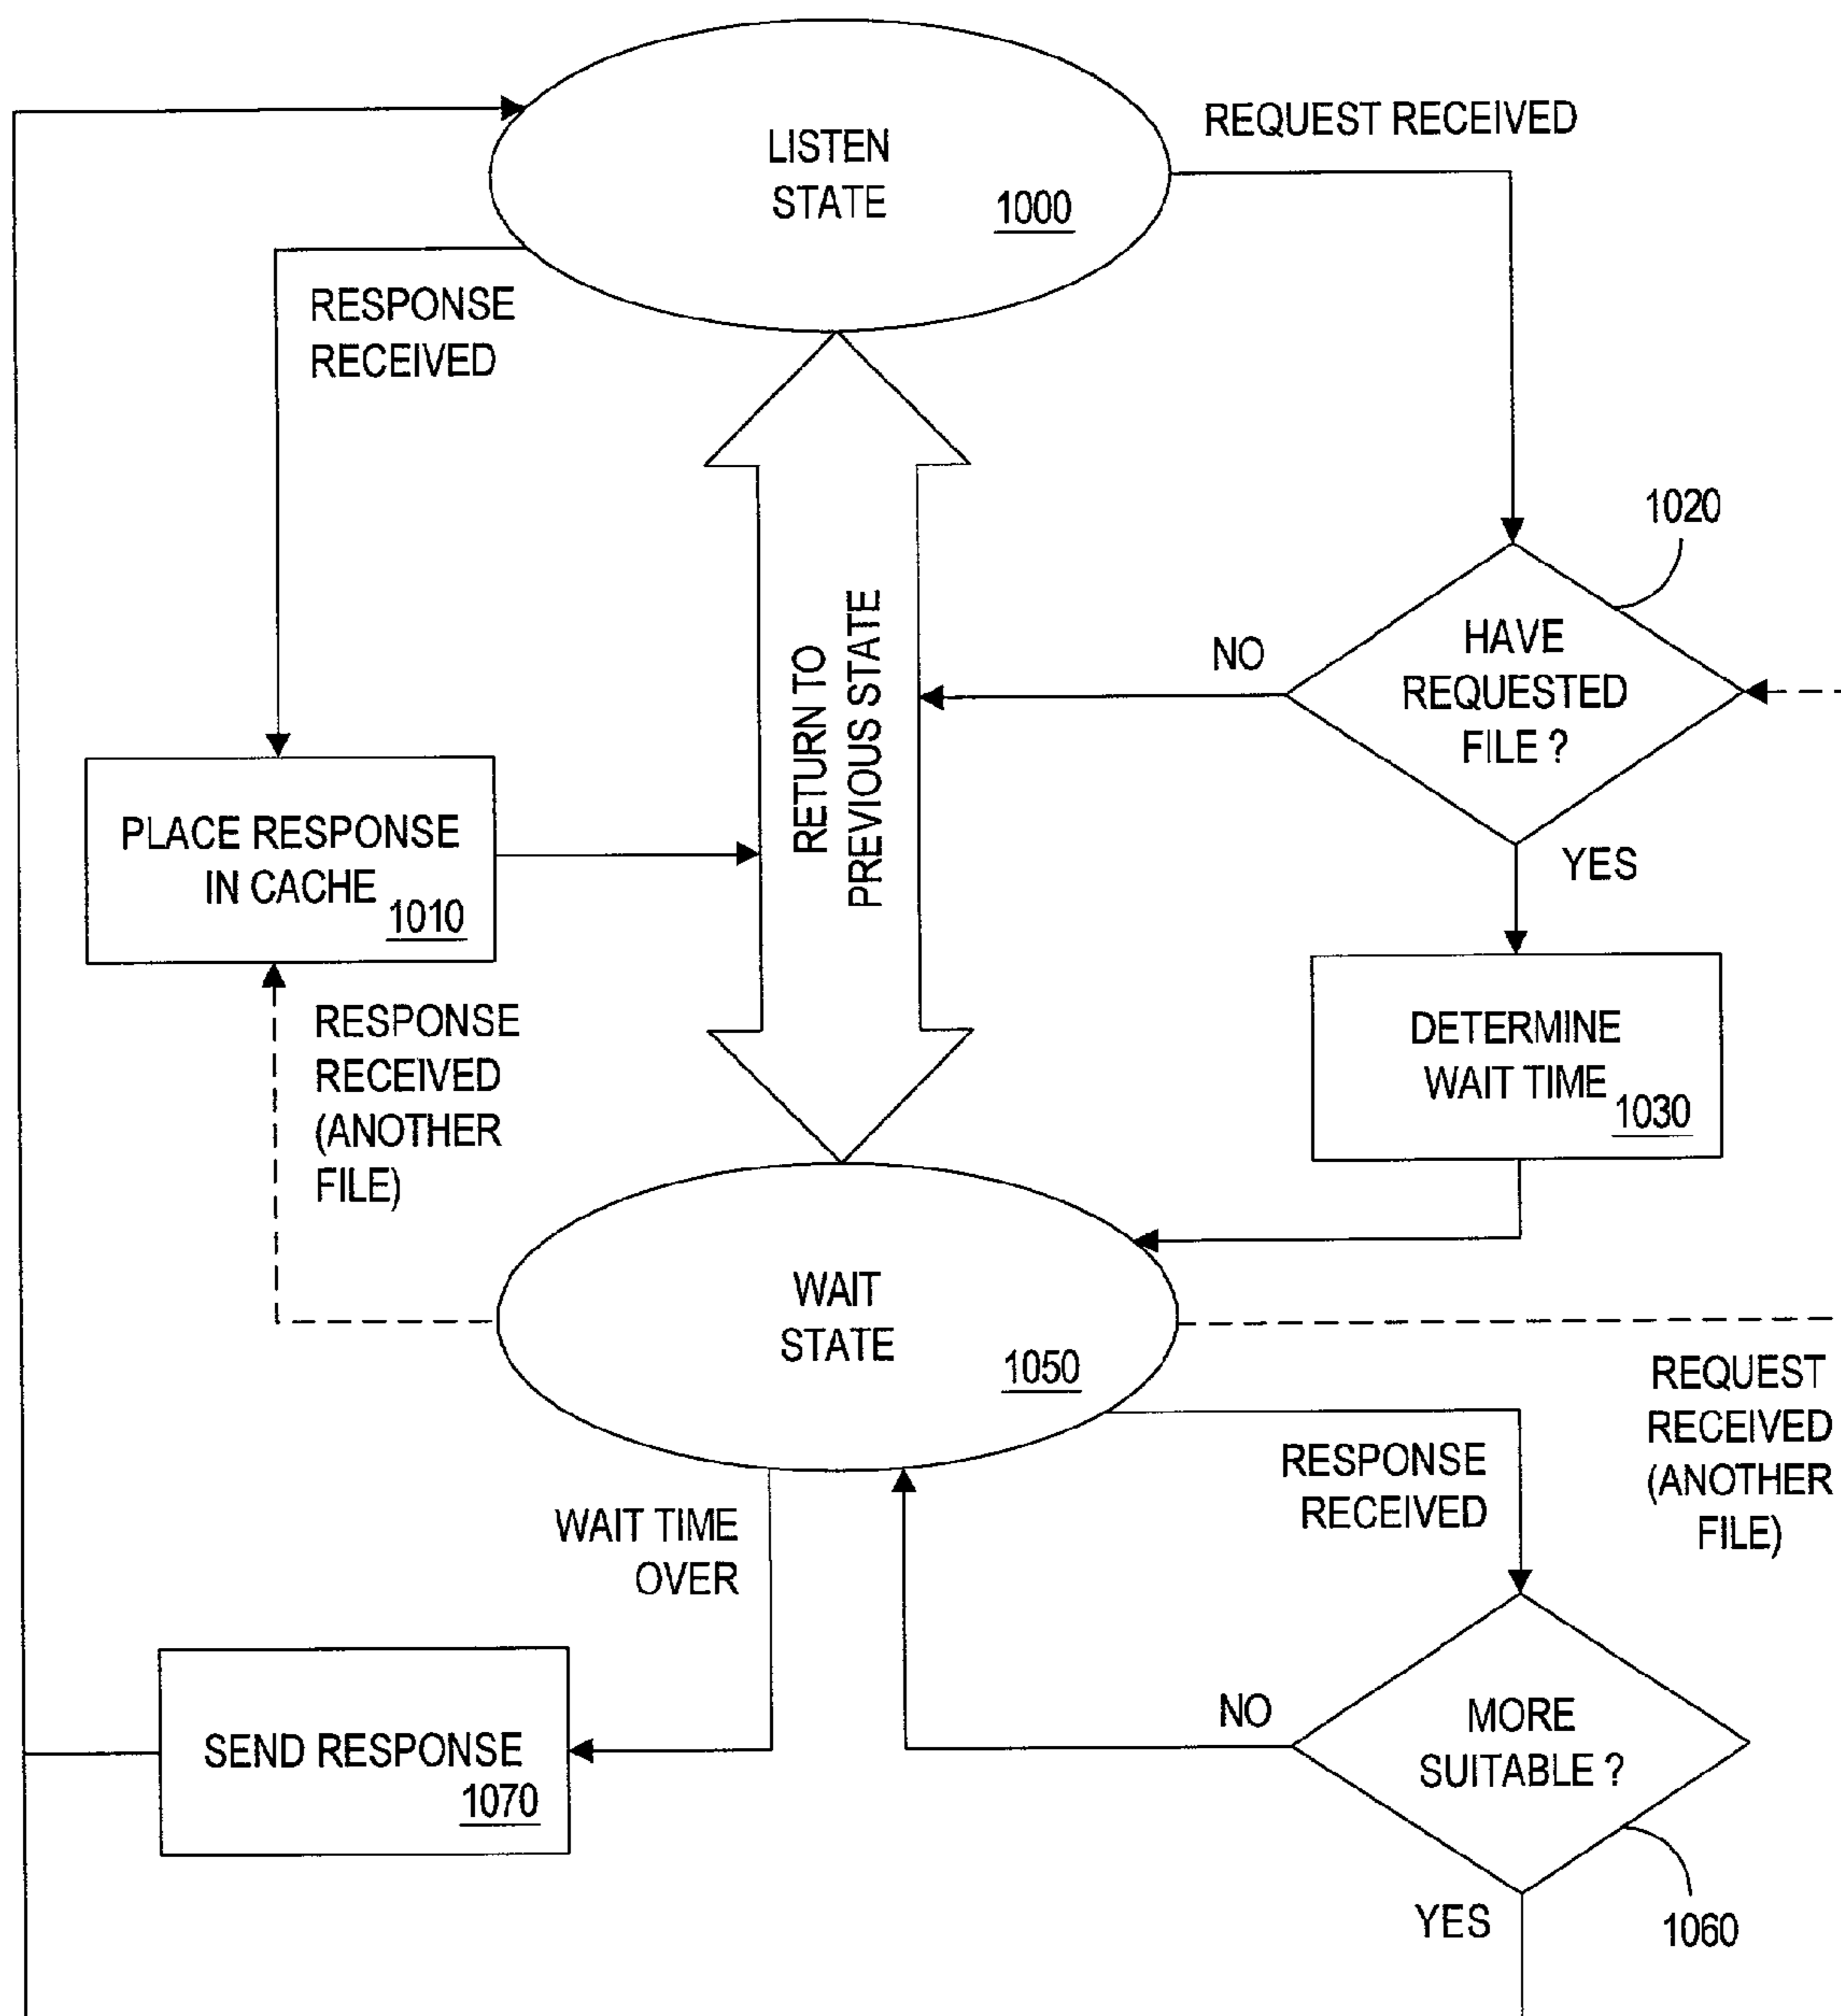 LISTEN
STATE
1000
REQUEST RECEIVED
RESPONSE
RECEIVED
1020
HAVE
REQUESTED
FILE ?
NO
YES
RETURN TO
PREVIOUS STATE
PLACE RESPONSE
IN CACHE
1010
DETERMINE
WAIT TIME
1030
RESPONSE
RECEIVED
(ANOTHER
FILE)
WAIT
STATE
1050
REQUEST
RECEIVED
(ANOTHER
FILE)
RESPONSE
RECEIVED
WAIT TIME
OVER
NO
MORE
SUITABLE ?
SEND RESPONSE
1070
YES
1060